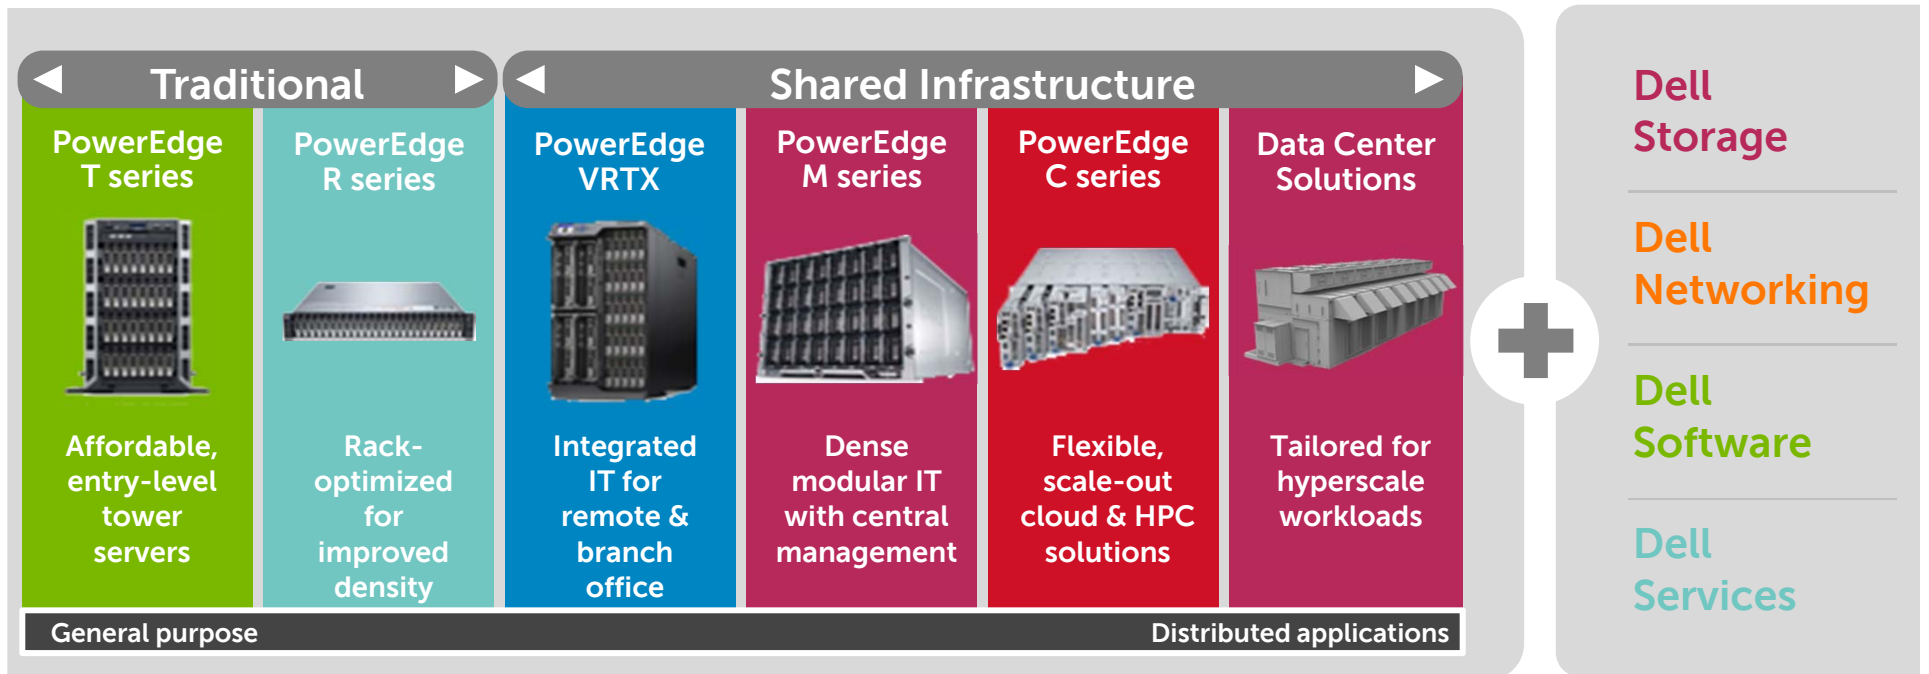 Traditional
Shared Infrastructure
PowerEdge
T series
Affordable,
entry-level
tower
servers
PowerEdge
R series
Rack-
optimized
for
improved
density
PowerEdge
VRTX
Integrated
IT for
remote &
branch
office
PowerEdge
M series
Dense
modular IT
with central
management
PowerEdge
C series
Flexible,
scale-out
cloud & HPC
solutions
Data Center
Solutions
Tailored for
hyperscale
workloads
General purpose
Distributed applications
Dell
Storage
Dell
Networking
Dell
Software
Dell
Services